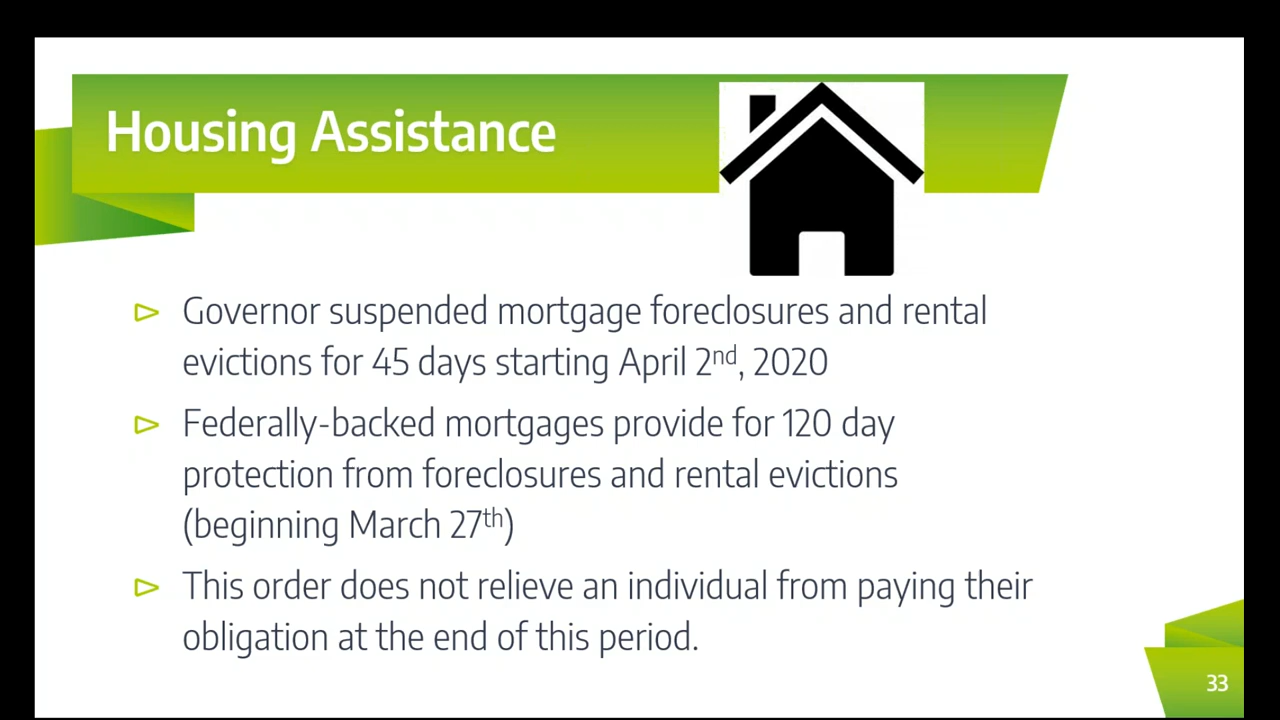 Housing Assistance
Governor suspended mortgage foreclosures and rental
evictions for 45 days starting April 2nd, 2020
Federally-backed mortgages provide for 120 day
protection from foreclosures and rental evictions
(beginning March 27th)
This order does not relieve an individual from paying their
obligation at the end of this period.
33